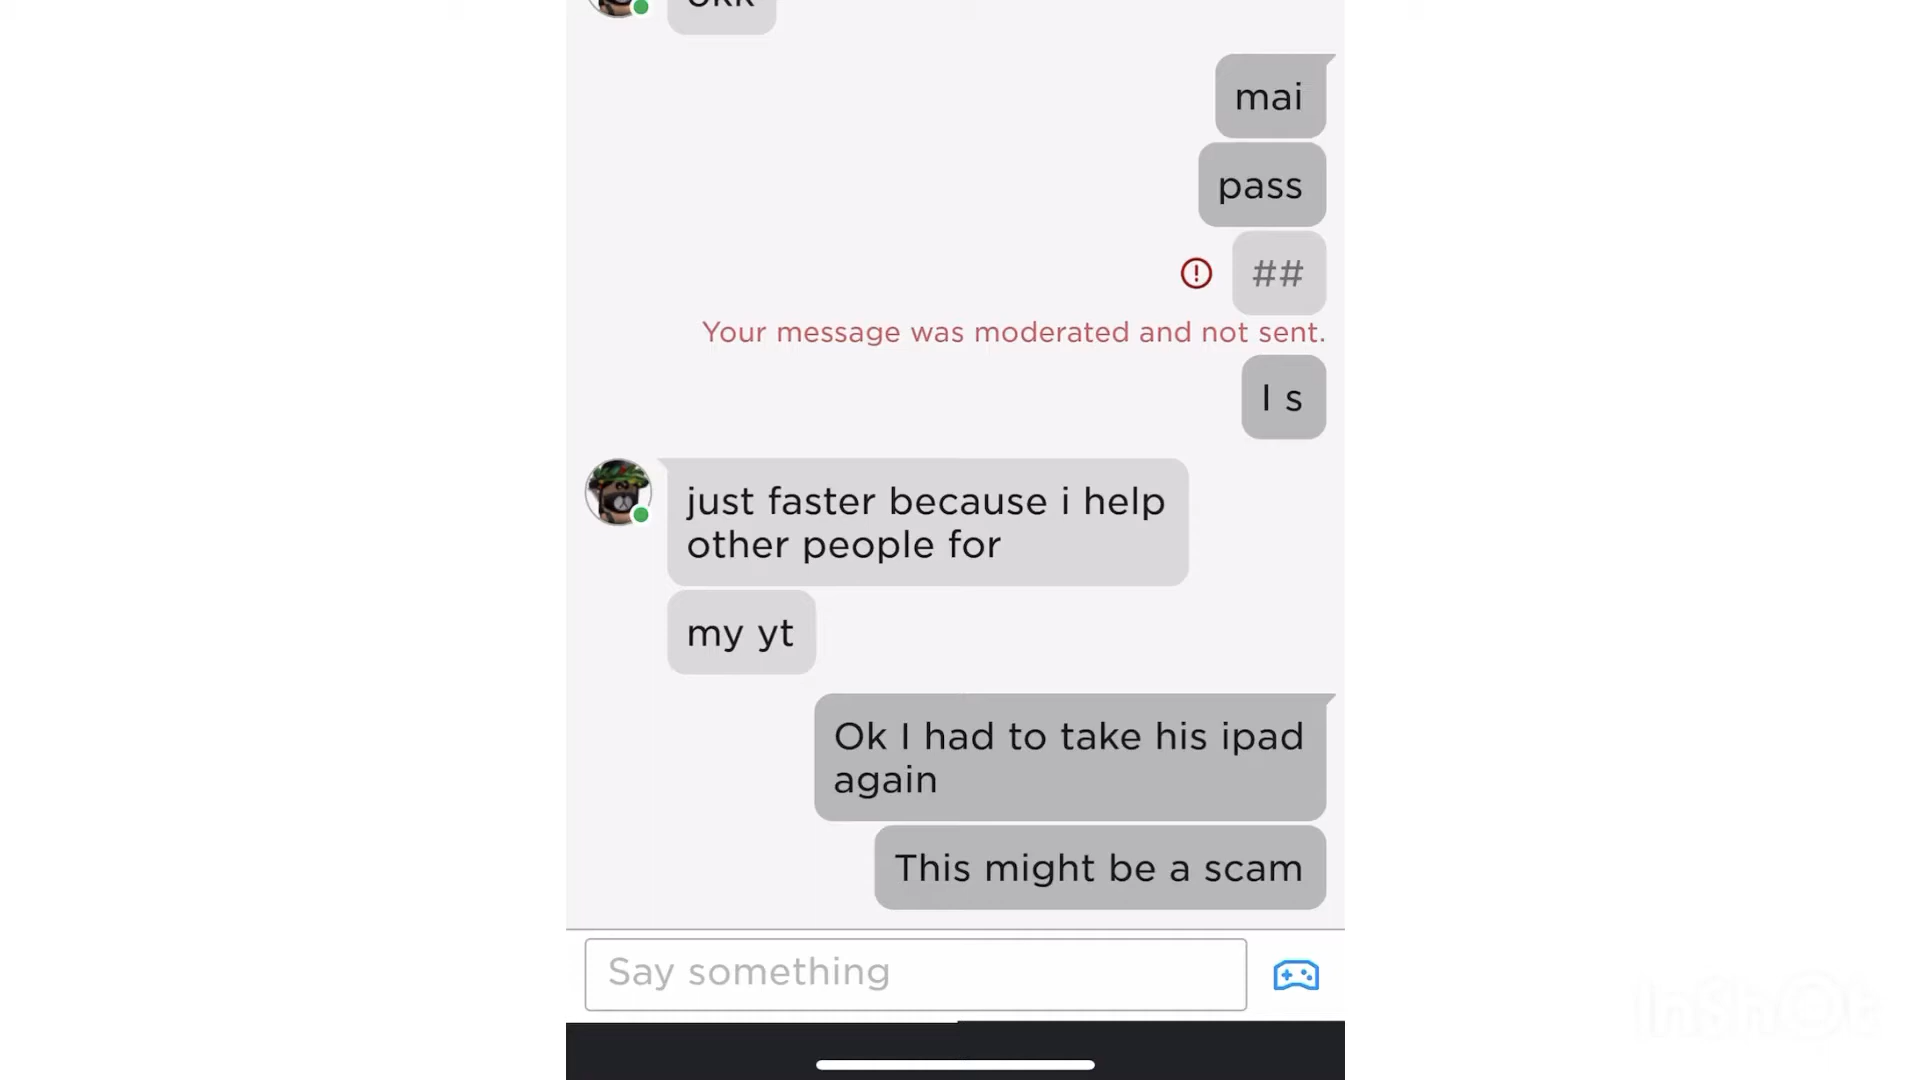 mai
pass
##
Your message was moderated and not sent.
I s
just faster because i help
other people for
my yt
Ok I had to take his ipad
again
This might be a scam
Say something
InShOt